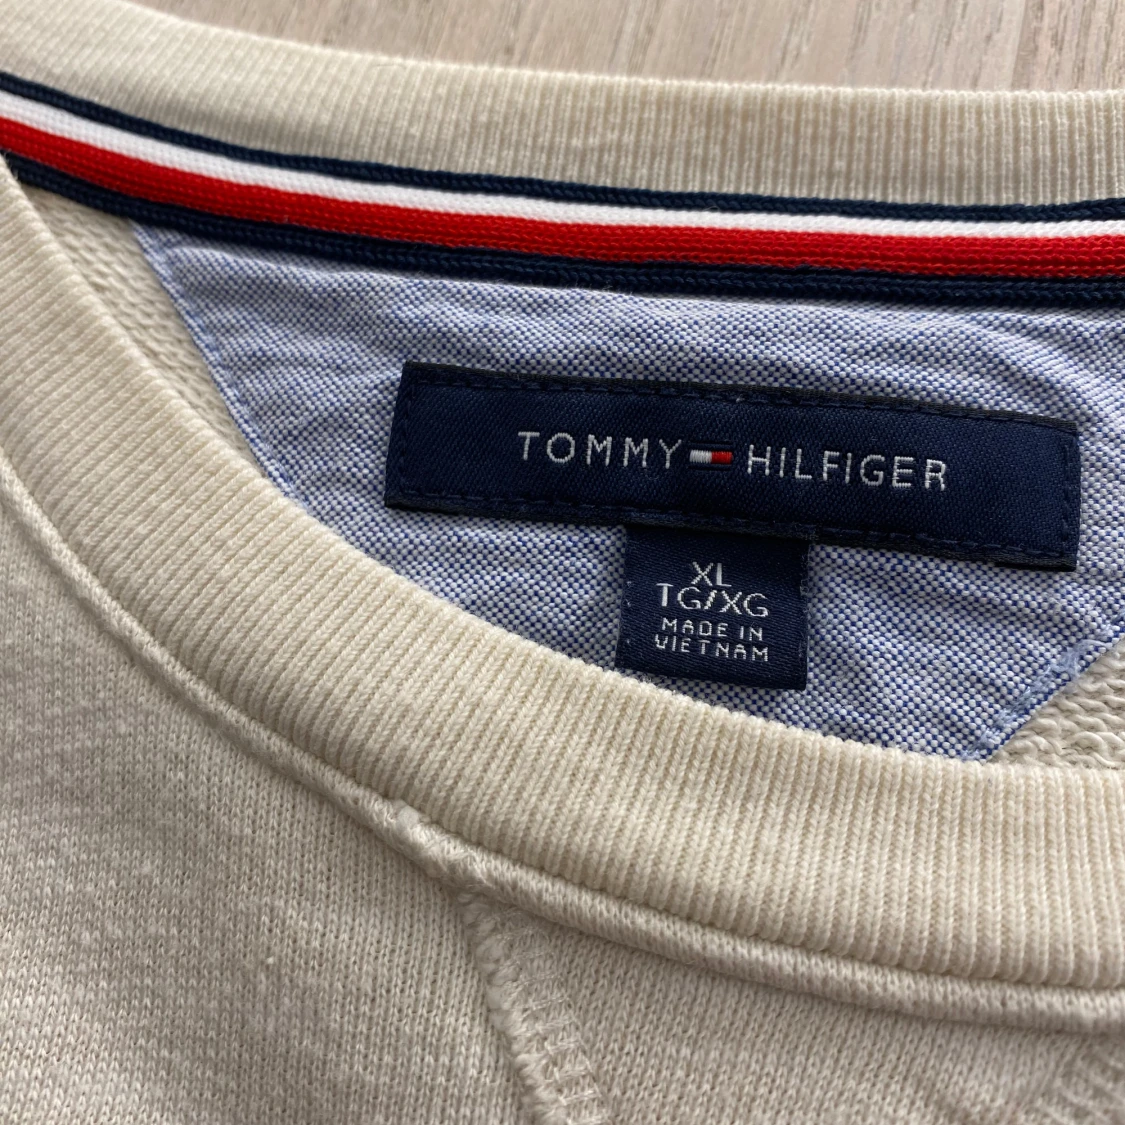 TOMMY HILFIGER
XL
TG/XG
MADE IN
VIETNAM